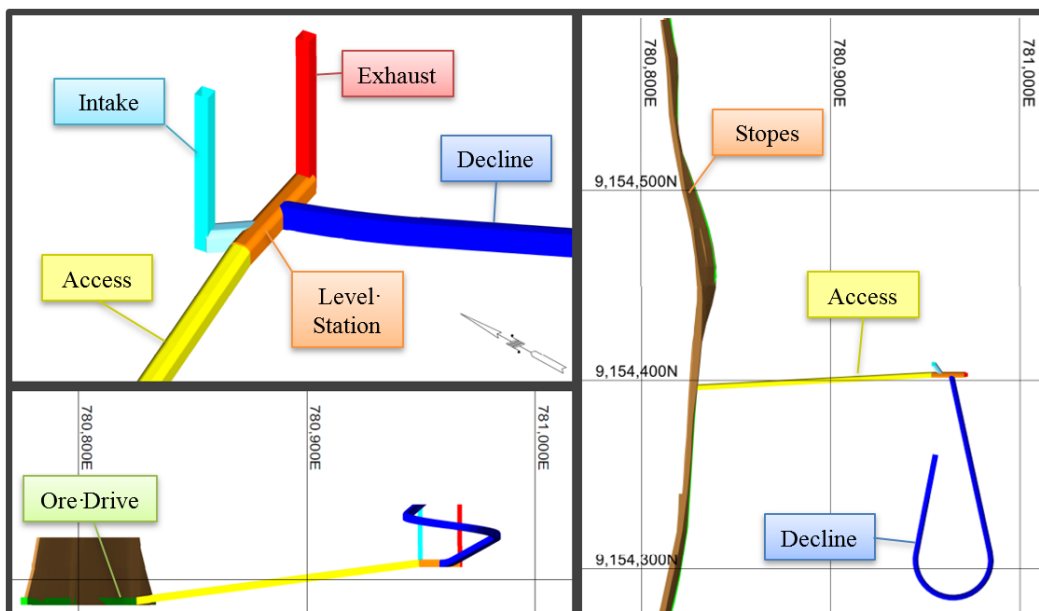 Intake
Exhaust
Decline
Access
Level·
Station
780,800E
780,900E
781,000E
Ore·Drive
780,800E
780,900E
781,000E
Stopes
9,154,500N
Access
9,154,400N
Decline
9,154,300N